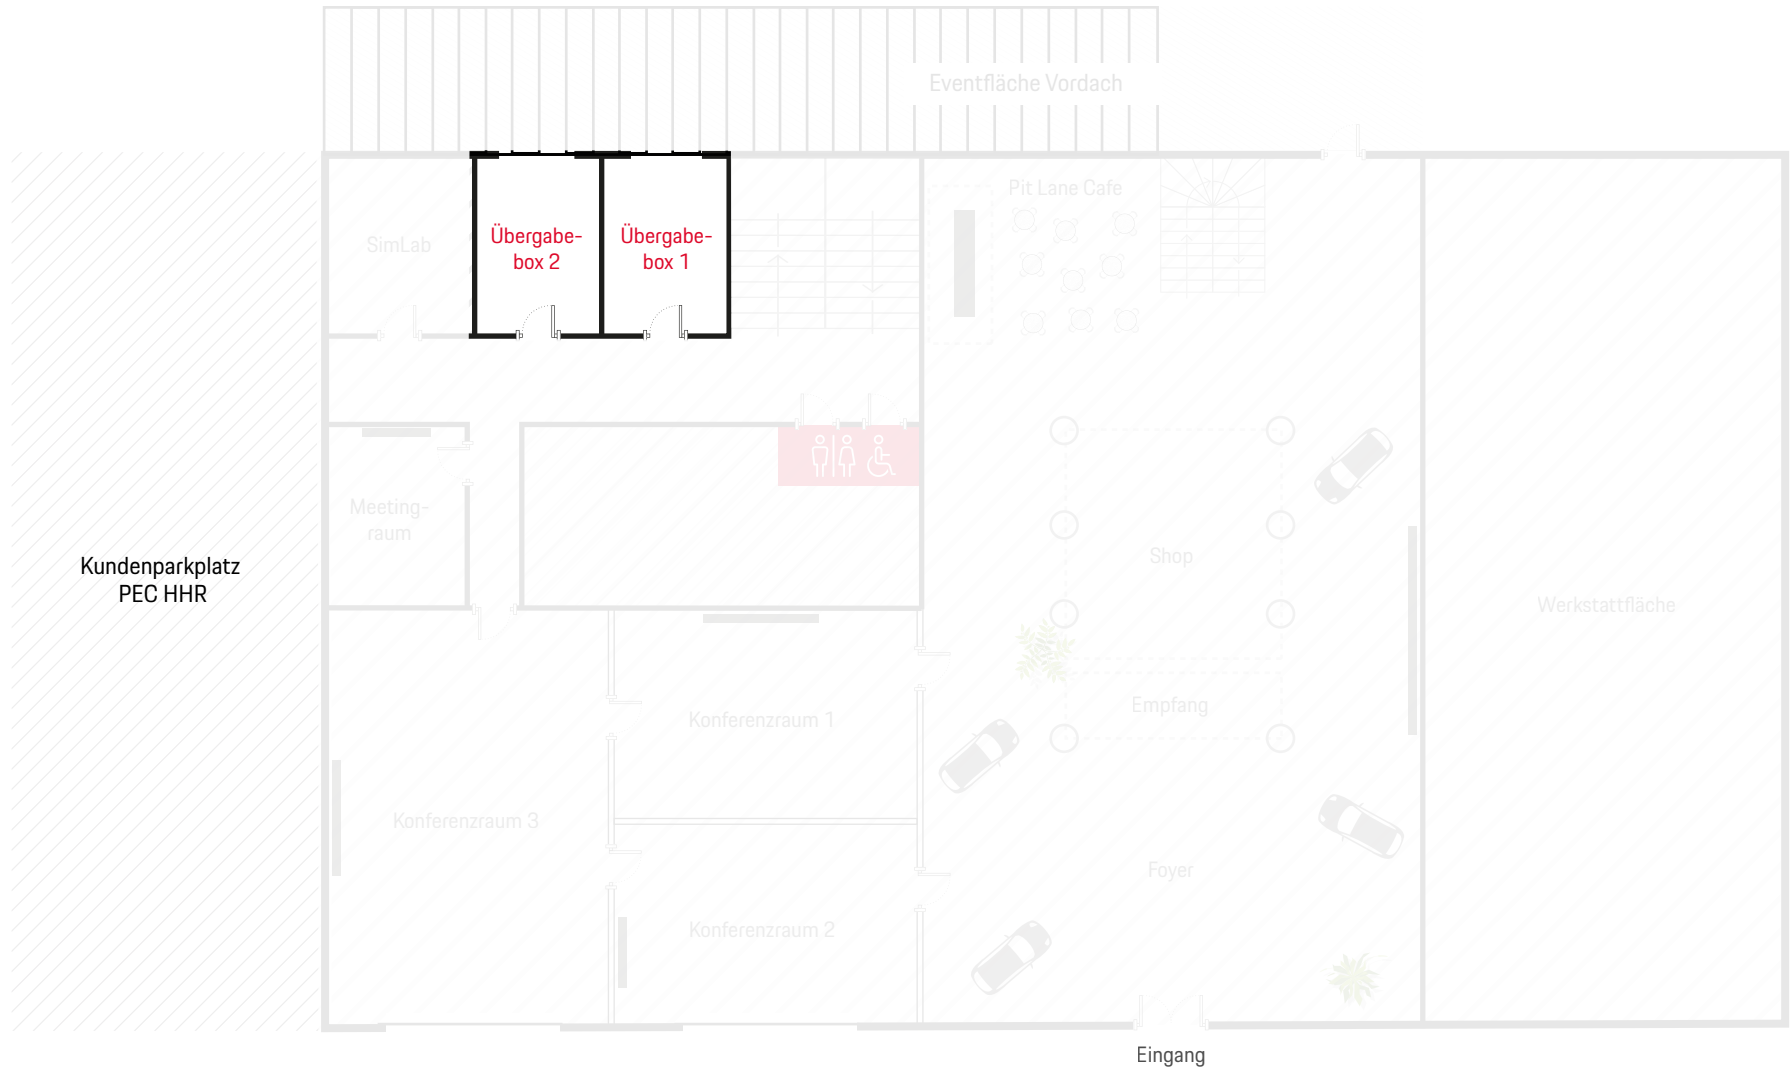 Eventfläche Vordach
Pit Lane Cafe
SimLab
Übergabe-
box 2
Übergabe-
box 1
Meeting-
raum
Kundenparkplatz
PEC HHR
Shop
Werkstattfläche
Empfang
Konferenzraum 1
Konferenzraum 3
Foyer
Konferenzraum 2
Eingang